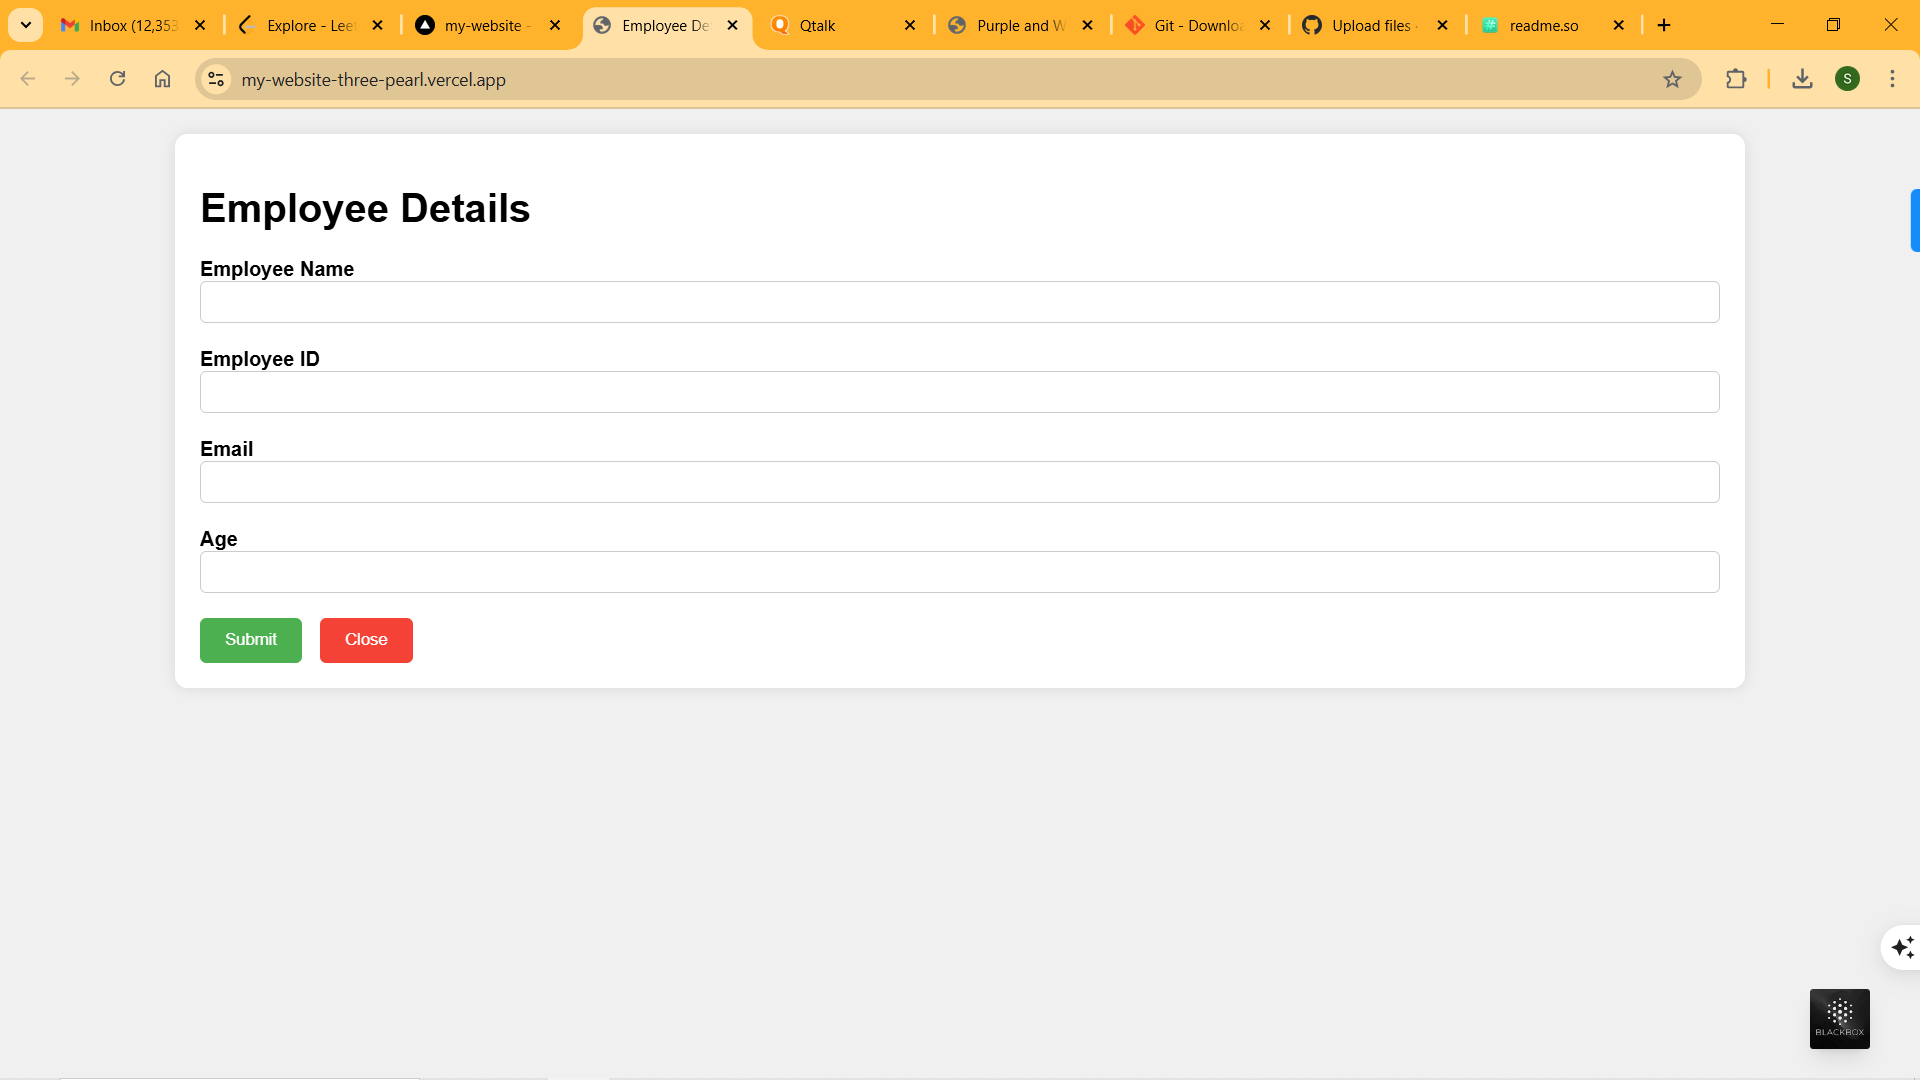 Inbox (12,353
Explore - Leet
my-website -
Employee De
Qtalk
Purple and W
Git - Downloa
Upload files ·
readme.so
my-website-three-pearl.vercel.app
S
Employee Details
Employee Name
Employee ID
Email
Age
Submit
Close
BLACKBOX